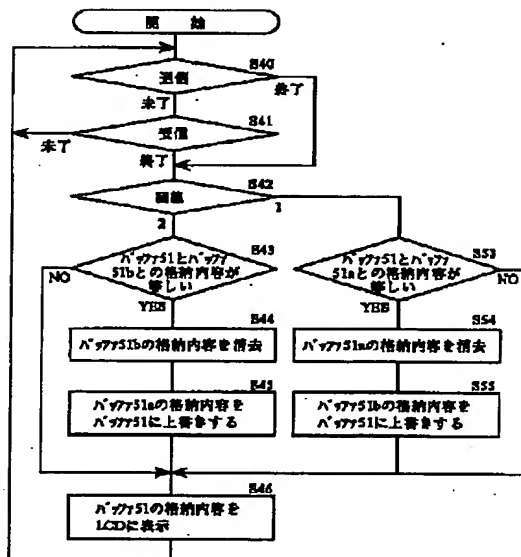 開 始
S40
送信
終了
未了
S41
受信
未了
終了
S42
回線
2
1
S43
バッファ51とバッファ
51bとの格納内容が
等しい
NO
YES
S53
バッファ51とバッファ
51aとの格納内容が
等しい
NO
YES
S44
バッファ51bの格納内容を消去
S54
バッファ51aの格納内容を消去
S45
バッファ51aの格納内容を
バッファ51に上書きする
S55
バッファ51bの格納内容を
バッファ51に上書きする
S46
バッファ51の格納内容を
LCDに表示